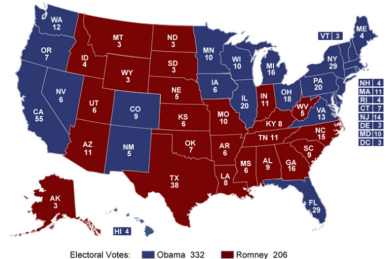 WA
12
OR
7
CA
55
NV
6
ID
4
MT
3
WY
3
UT
6
AZ
11
CO
9
NM
5
ND
3
SD
3
NE
5
KS
6
OK
7
TX
38
MN
10
IA
6
MO
10
AR
6
LA
8
WI
10
IL
20
MI
16
IN
11
OH
18
KY 8
TN 11
MS
6
AL
9
GA
16
FL
29
SC
9
NC
15
VA
13
WV
5
PA
20
NY
29
VT 3
ME
4
NH 4
MA 11
RI 4
CT
NJ 14
3
MD 10
DC 3
AK
3
HI 4
Electoral Votes: Obama 332 Romney 206